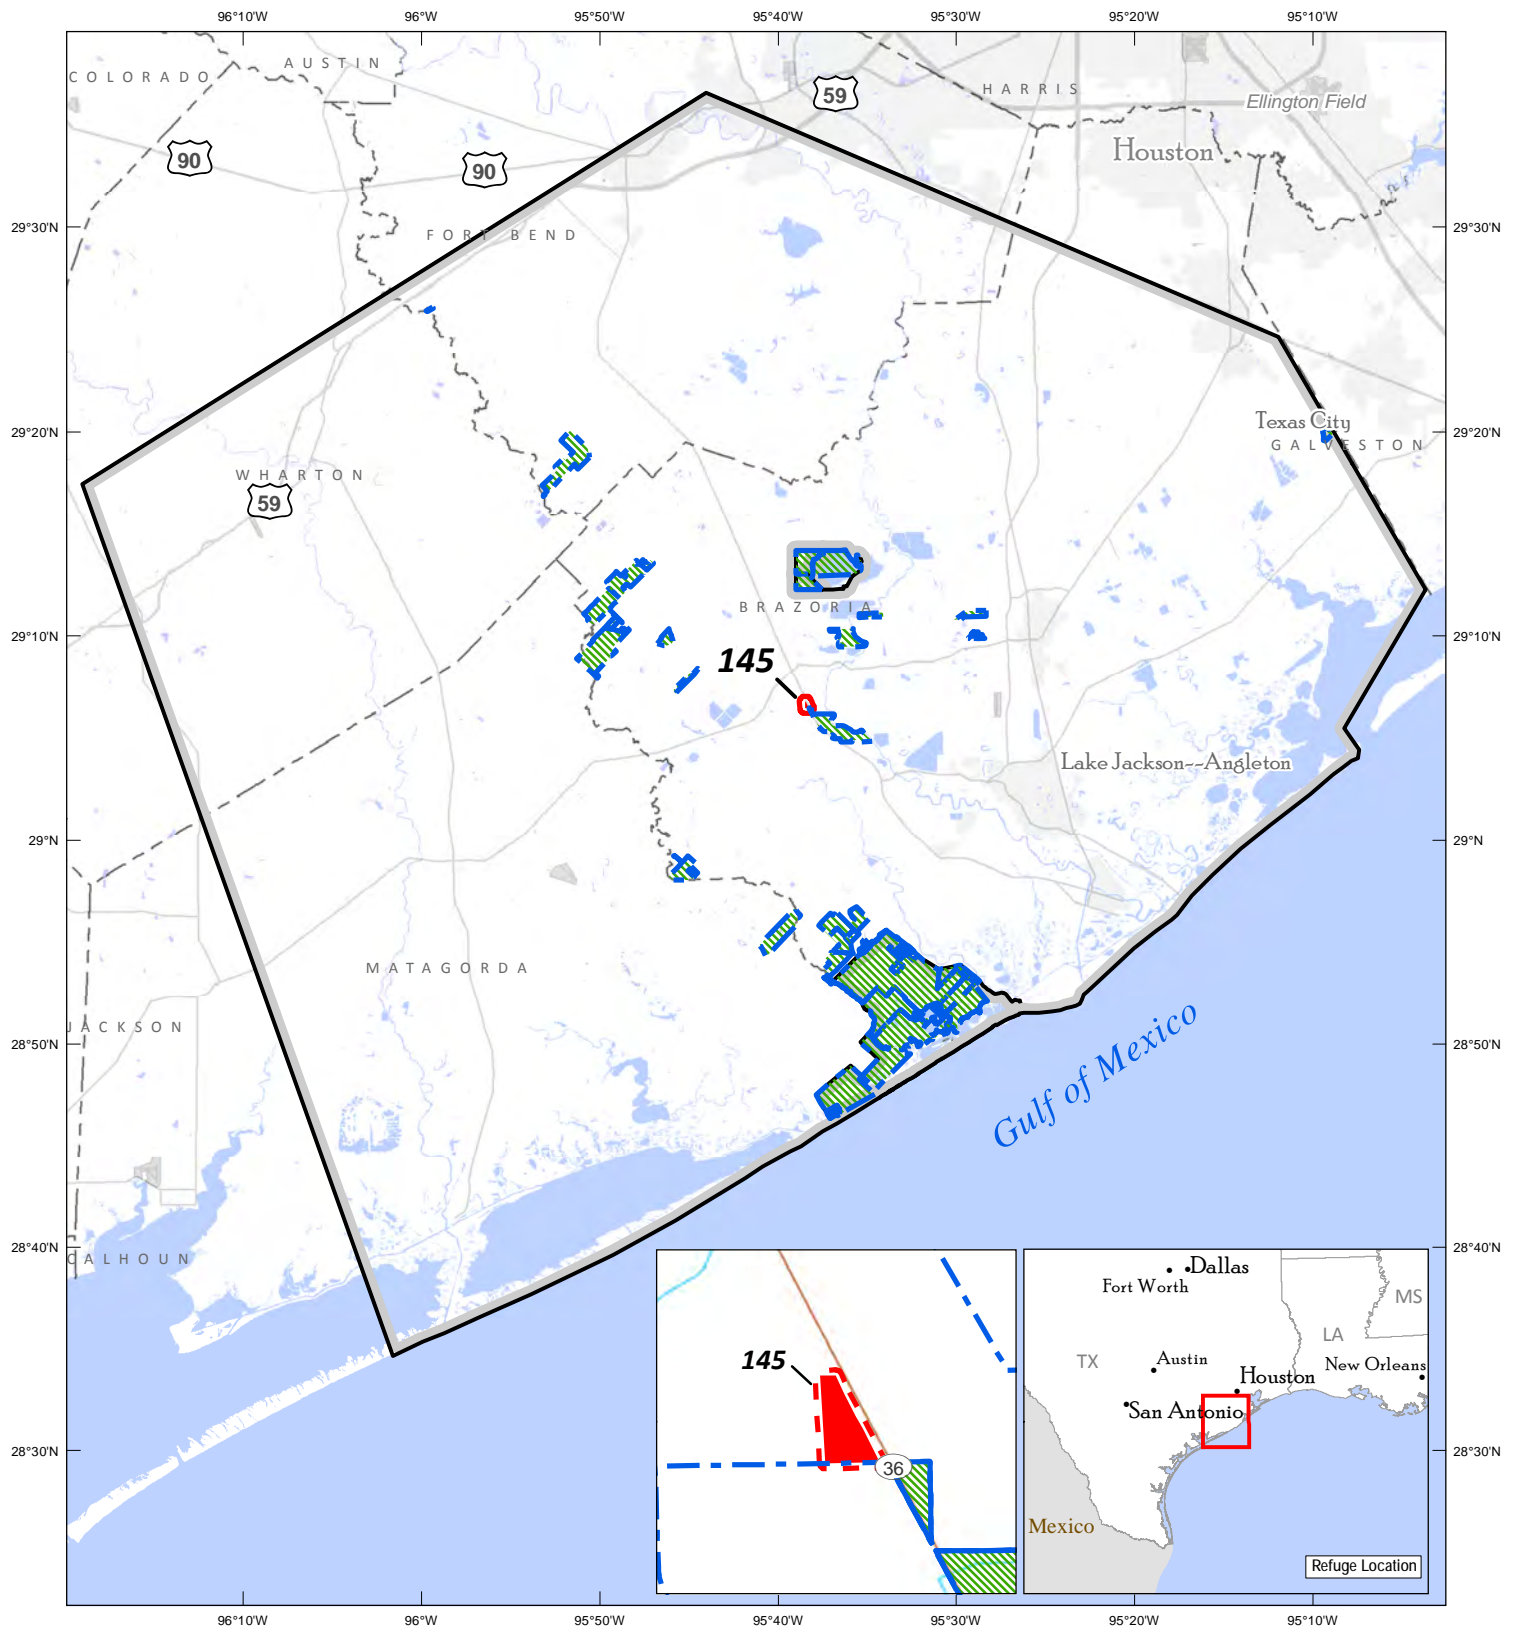 96°10'W 96°W 95°50'W 95°40'W 95°30'W 95°20'W 95°10'W
COLORADO
AUSTIN
59
HARRIS
Ellington Field
90
90
Houston
29°30'N
FORT BEND
29°30'N
29°20'N
Texas City
29°20'N
GALVESTON
WHARTON
59
BRAZORIA
29°10'N
29°10'N
145
Lake Jackson--Angleton
29°N
29°N
MATAGORDA
JACKSON
28°50'N
28°50'N
Gulf of Mexico
28°40'N
28°40'N
CALHOUN
145
36
Dallas
Fort Worth
MS
LA
TX
Austin
New Orleans
Houston
San Antonio
Mexico
Refuge Location
28°30'N
28°30'N
96°10'W 96°W 95°50'W 95°40'W 95°30'W 95°20'W 95°10'W